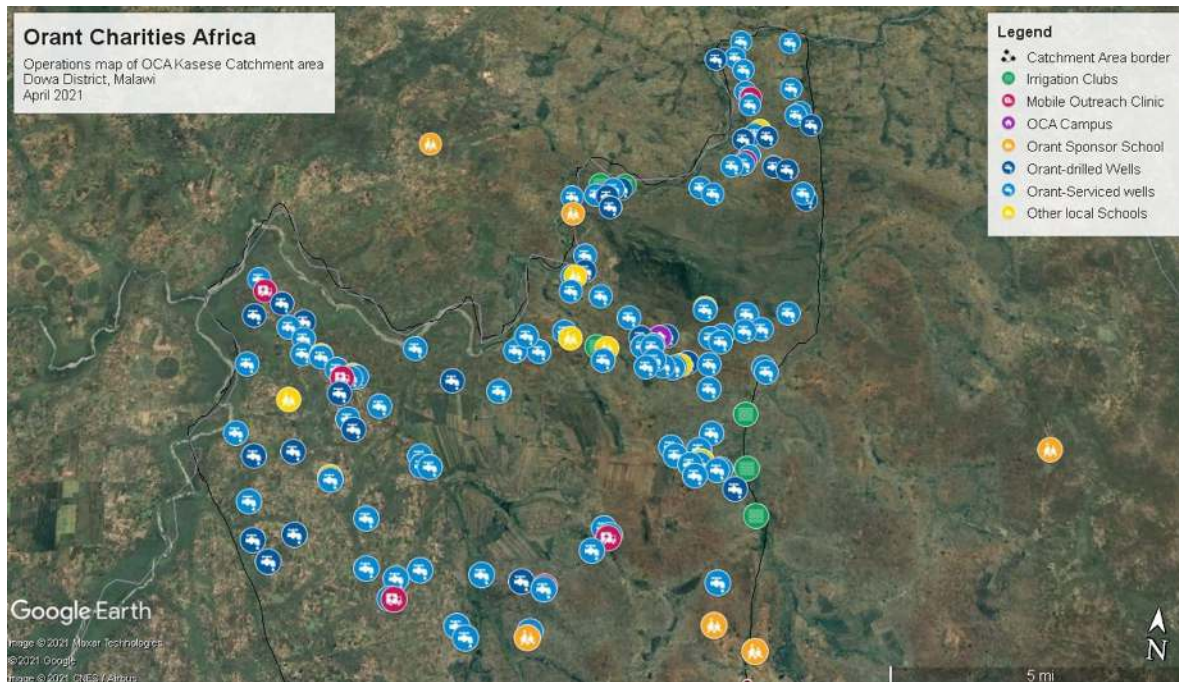 Orant Charities Africa
Operations map of OCA Kasese Catchment area
Dowa District, Malawi
April 2021
Legend
Catchment Area border
Irrigation Clubs
Mobile Outreach Clinic
OCA Campus
Orant Sponsor School
Orant-drilled Wells
Orant-Serviced wells
Other local Schools
Google Earth
Image © 2021 Maxar Technologies
©2021 Google
Image © 2021 CNES / Airbus
N
5 mi